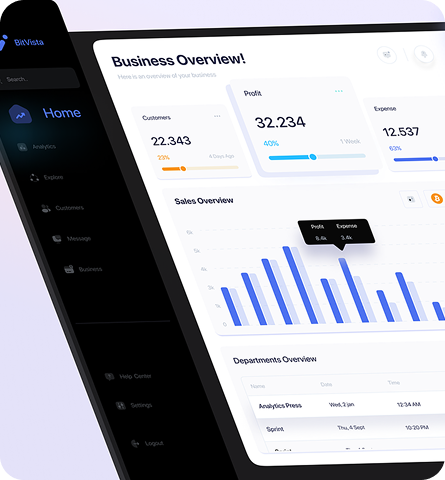 BitVista
Search..
Home
Analytics
Explore
Customers
Message
Business
Help Center
Settings
Logout
Business Overview!
Here is an overview of your business
Customers
22.343
23%
4 Days Ago
Profit
32.234
40%
1 Week
Expense
12.537
63%
Sales Overview
Profit Expense
8.4k 3.4k
Departments Overview
Name Date Time
Analytics Press Wed, 2 jan 12:34 AM
Sprint Thu, 4 Sept 10:20 PM